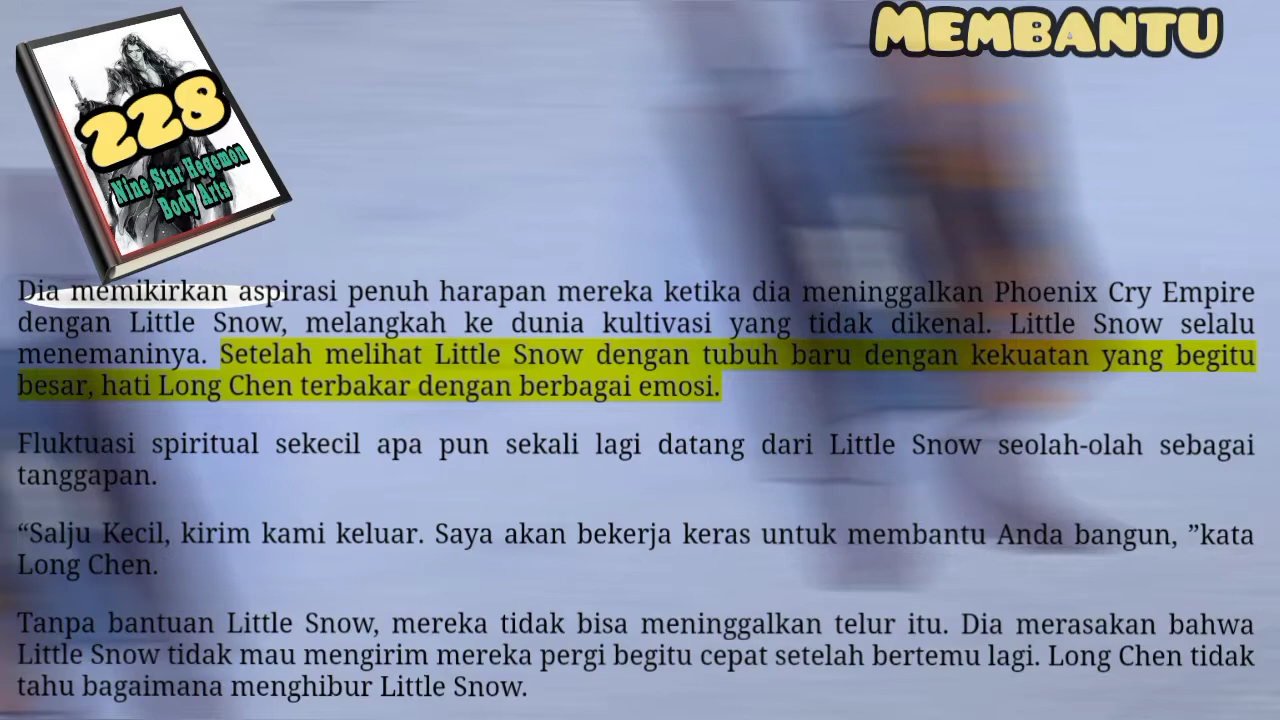 MEMBANTU
228
Nine Star Hegemon
Body Arts
Dia memikirkan aspirasi penuh harapan mereka ketika dia meninggalkan Phoenix Cry Empire
dengan Little Snow, melangkah ke dunia kultivasi yang tidak dikenal. Little Snow selalu
menemaninya. Setelah melihat Little Snow dengan tubuh baru dengan kekuatan yang begitu
besar, hati Long Chen terbakar dengan berbagai emosi.
Fluktuasi spiritual sekecil apa pun sekali lagi datang dari Little Snow seolah-olah sebagai
tanggapan.
“Salju Kecil, kirim kami keluar. Saya akan bekerja keras untuk membantu Anda bangun, ”kata
Long Chen.
Tanpa bantuan Little Snow, mereka tidak bisa meninggalkan telur itu. Dia merasakan bahwa
Little Snow tidak mau mengirim mereka pergi begitu cepat setelah bertemu lagi. Long Chen tidak
tahu bagaimana menghibur Little Snow.